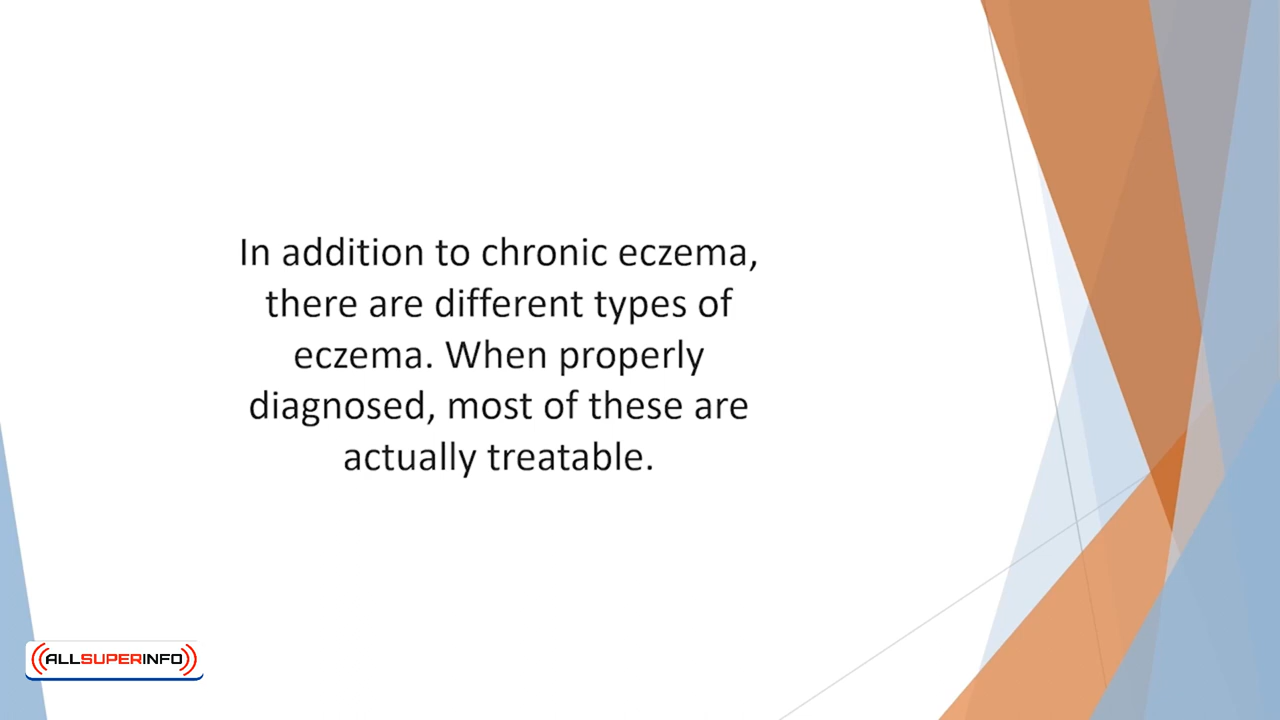 In addition to chronic eczema,
there are different types of
eczema. When properly
diagnosed, most of these are
actually treatable.
ALLSUPERINFO